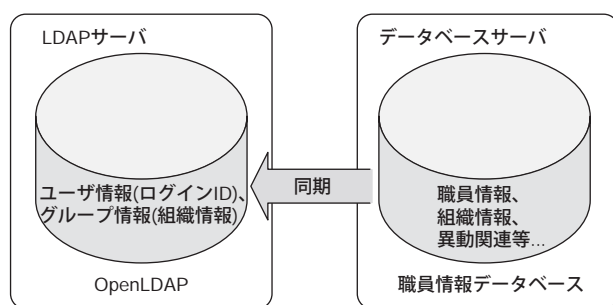 LDAPサーバ
ユーザ情報(ログインID)、
グループ情報(組織情報)
OpenLDAP
同期
データベースサーバ
職員情報、
組織情報、
異動関連等...
職員情報データベース